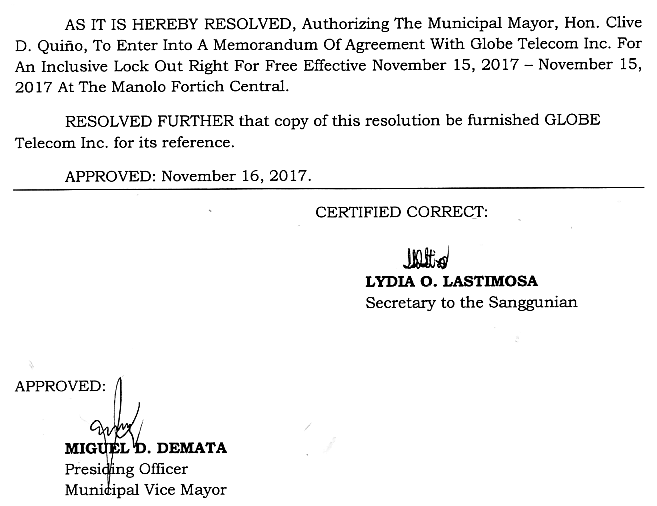 AS IT IS HEREBY RESOLVED, Authorizing The Municipal Mayor, Hon. Clive
D. Quiño, To Enter Into A Memorandum Of Agreement With Globe Telecom Inc. For
An Inclusive Lock Out Right For Free Effective November 15, 2017 – November 15,
2017 At The Manolo Fortich Central.
RESOLVED FURTHER that copy of this resolution be furnished GLOBE
Telecom Inc. for its reference.
APPROVED: November 16, 2017.
CERTIFIED CORRECT:
LYDIA O. LASTIMOSA
Secretary to the Sanggunian
APPROVED:
MIGUEL D. DEMATA
Presiding Officer
Municipal Vice Mayor